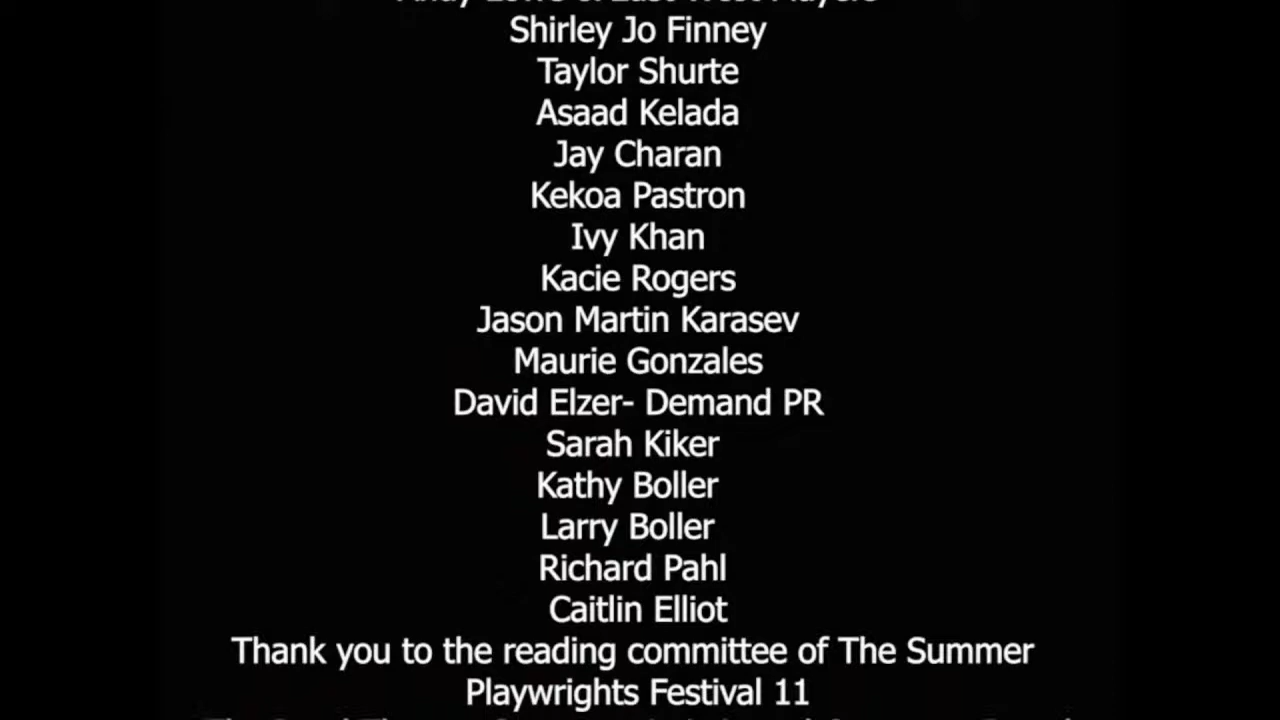 Shirley Jo Finney
Taylor Shurte
Asaad Kelada
Jay Charan
Kekoa Pastron
Ivy Khan
Kacie Rogers
Jason Martin Karasev
Maurie Gonzales
David Elzer- Demand PR
Sarah Kiker
Kathy Boller
Larry Boller
Richard Pahl
Caitlin Elliot
Thank you to the reading committee of The Summer
Playwrights Festival 11